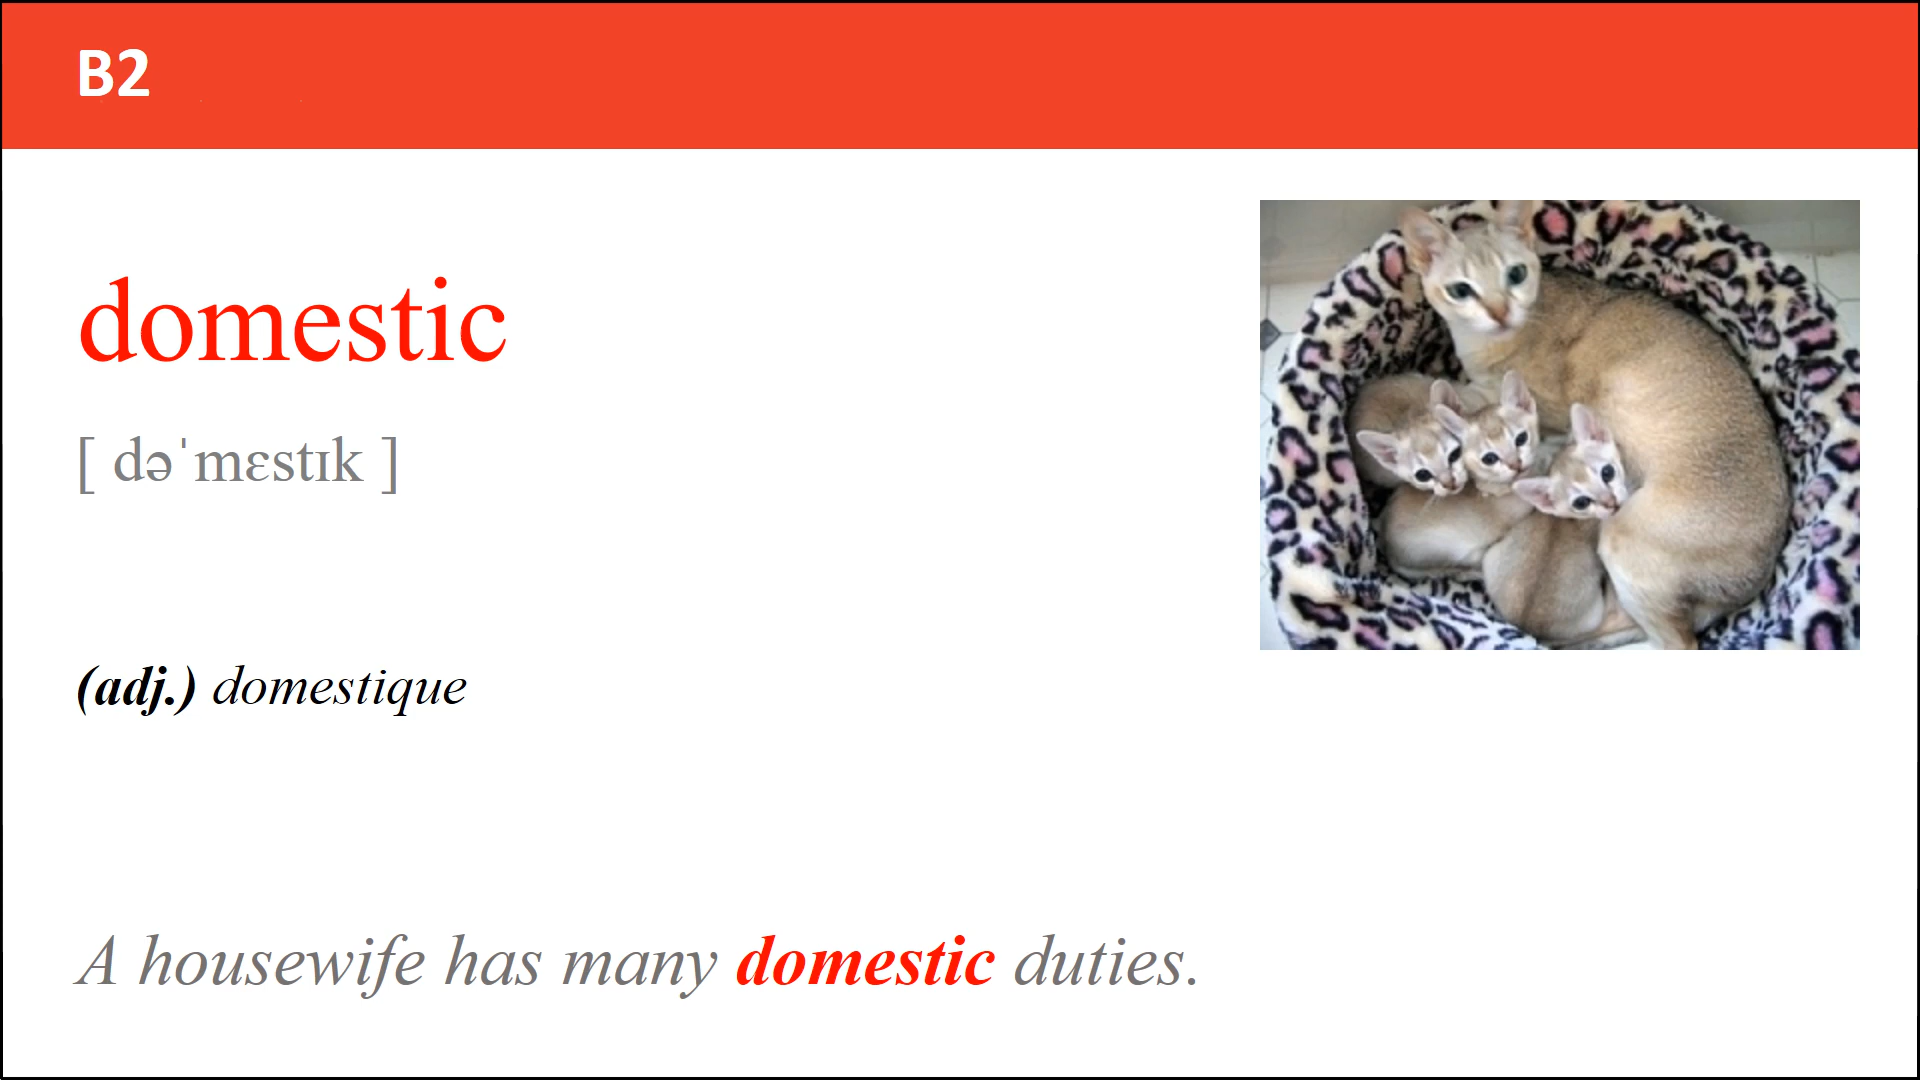 B2
domestic
[ dəˈmɛstɪk ]
(adj.) domestique
A housewife has many domestic duties.